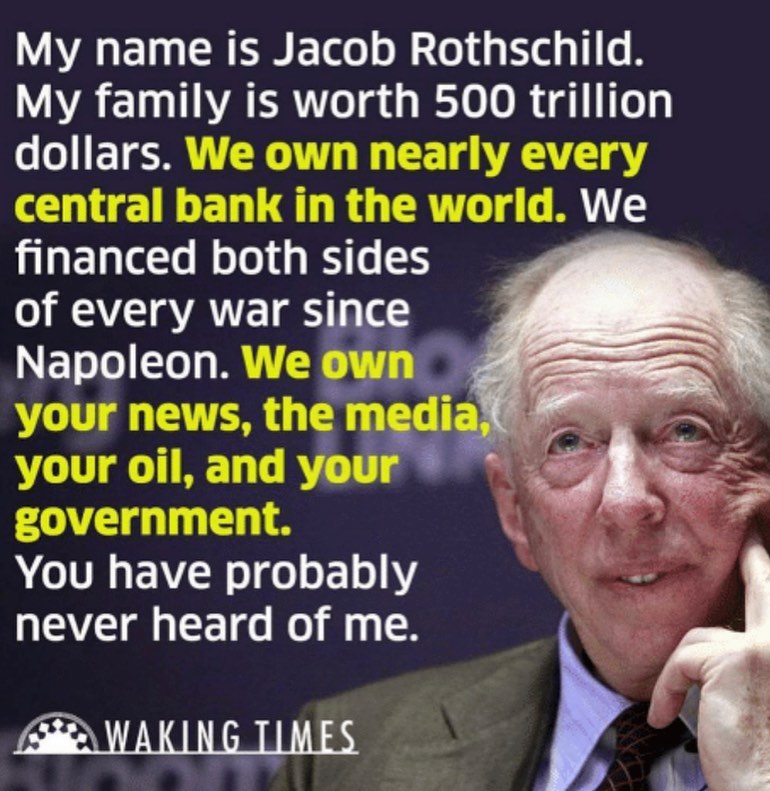 My name is Jacob Rothschild.
My family is worth 500 trillion
dollars. We own nearly every
central bank in the world. We
financed both sides
of every war since
Napoleon. We own
your news, the media,
your oil, and your
government.
You have probably
never heard of me.
WAKING TIMES